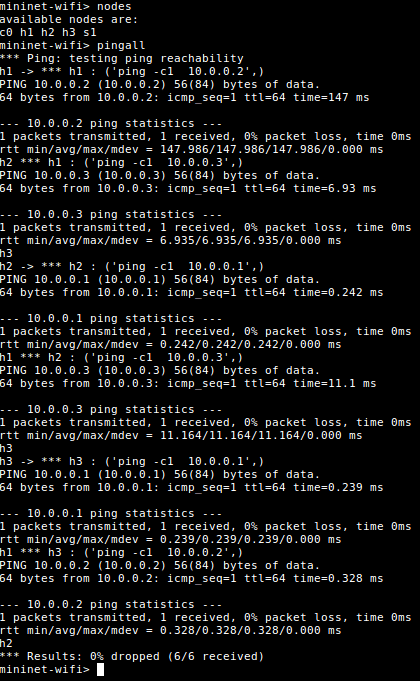 mininet-wifi> nodes
available nodes are:
c0 h1 h2 h3 s1
mininet-wifi> pingall
*** Ping: testing ping reachability
h1 -> *** h1 : ('ping -c1  10.0.0.2',)
PING 10.0.0.2 (10.0.0.2) 56(84) bytes of data.
64 bytes from 10.0.0.2: icmp_seq=1 ttl=64 time=147 ms

--- 10.0.0.2 ping statistics ---
1 packets transmitted, 1 received, 0% packet loss, time 0ms
rtt min/avg/max/mdev = 147.986/147.986/147.986/0.000 ms
h2 *** h1 : ('ping -c1  10.0.0.3',)
PING 10.0.0.3 (10.0.0.3) 56(84) bytes of data.
64 bytes from 10.0.0.3: icmp_seq=1 ttl=64 time=6.93 ms

--- 10.0.0.3 ping statistics ---
1 packets transmitted, 1 received, 0% packet loss, time 0ms
rtt min/avg/max/mdev = 6.935/6.935/6.935/0.000 ms
h3
h2 -> *** h2 : ('ping -c1  10.0.0.1',)
PING 10.0.0.1 (10.0.0.1) 56(84) bytes of data.
64 bytes from 10.0.0.1: icmp_seq=1 ttl=64 time=0.242 ms

--- 10.0.0.1 ping statistics ---
1 packets transmitted, 1 received, 0% packet loss, time 0ms
rtt min/avg/max/mdev = 0.242/0.242/0.242/0.000 ms
h1 *** h2 : ('ping -c1  10.0.0.3',)
PING 10.0.0.3 (10.0.0.3) 56(84) bytes of data.
64 bytes from 10.0.0.3: icmp_seq=1 ttl=64 time=11.1 ms

--- 10.0.0.3 ping statistics ---
1 packets transmitted, 1 received, 0% packet loss, time 0ms
rtt min/avg/max/mdev = 11.164/11.164/11.164/0.000 ms
h3
h3 -> *** h3 : ('ping -c1  10.0.0.1',)
PING 10.0.0.1 (10.0.0.1) 56(84) bytes of data.
64 bytes from 10.0.0.1: icmp_seq=1 ttl=64 time=0.239 ms

--- 10.0.0.1 ping statistics ---
1 packets transmitted, 1 received, 0% packet loss, time 0ms
rtt min/avg/max/mdev = 0.239/0.239/0.239/0.000 ms
h1 *** h3 : ('ping -c1  10.0.0.2',)
PING 10.0.0.2 (10.0.0.2) 56(84) bytes of data.
64 bytes from 10.0.0.2: icmp_seq=1 ttl=64 time=0.328 ms

--- 10.0.0.2 ping statistics ---
1 packets transmitted, 1 received, 0% packet loss, time 0ms
rtt min/avg/max/mdev = 0.328/0.328/0.328/0.000 ms
h2
*** Results: 0% dropped (6/6 received)
mininet-wifi>